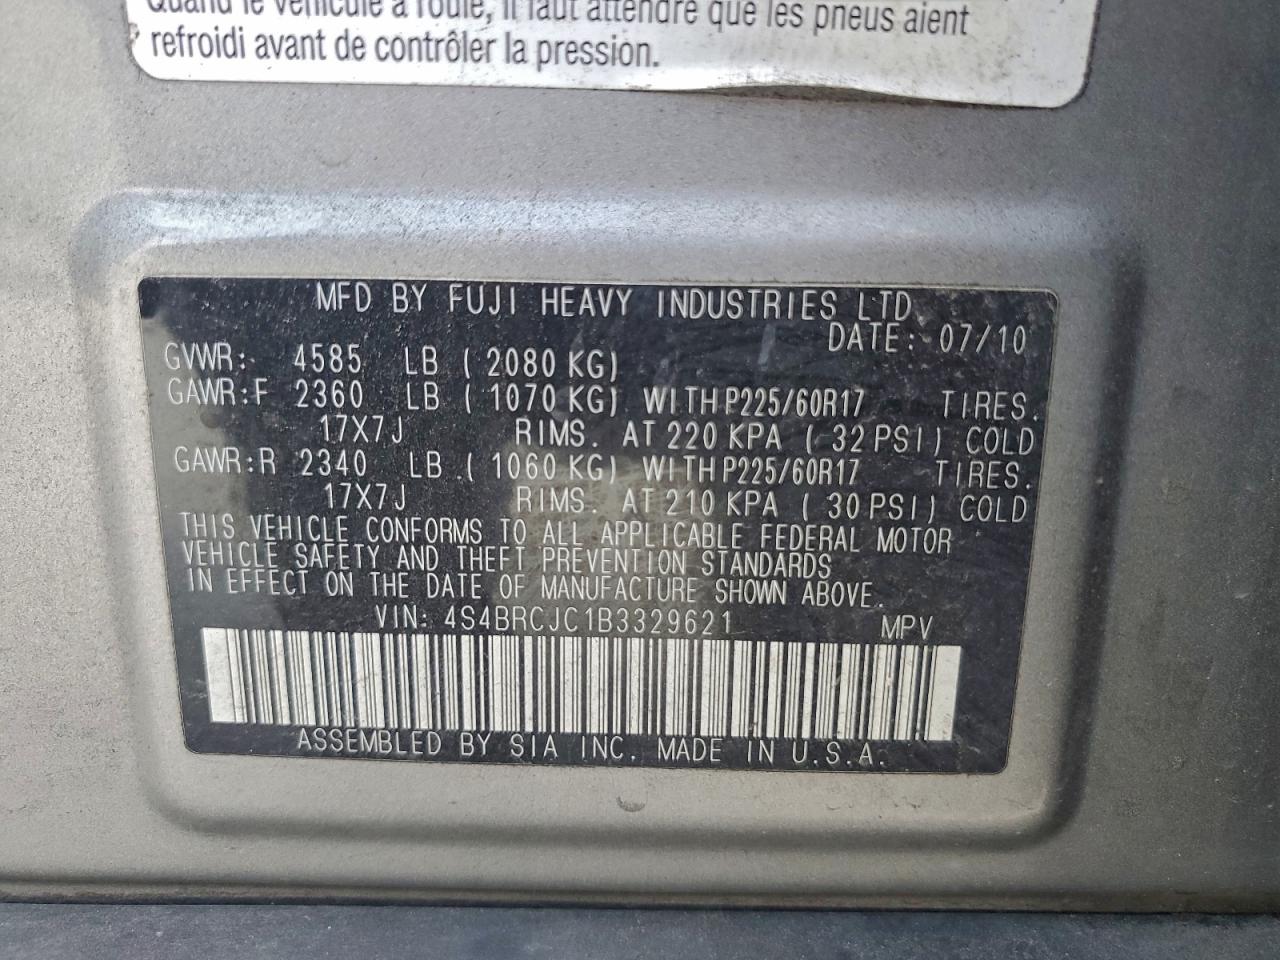 Quand le véhicule a roulé, il faut attendre que les pneus aient
refroidi avant de contrôler la pression.
MFD BY FUJI HEAVY INDUSTRIES LTD.
DATE: 07/10
GVWR: 4585 LB ( 2080 KG)
GAWR:F 2360 LB ( 1070 KG) WITH P225/60R17 TIRES.
17X7J RIMS. AT 220 KPA ( 32 PSI) COLD
GAWR:R 2340 LB ( 1060 KG) WITH P225/60R17 TIRES.
17X7J RIMS. AT 210 KPA ( 30 PSI) COLD
THIS VEHICLE CONFORMS TO ALL APPLICABLE FEDERAL MOTOR
VEHICLE SAFETY AND THEFT PREVENTION STANDARDS
IN EFFECT ON THE DATE OF MANUFACTURE SHOWN ABOVE.
VIN: 4S4BRCJC1B3329621 MPV
ASSEMBLED BY SIA INC. MADE IN U.S.A.